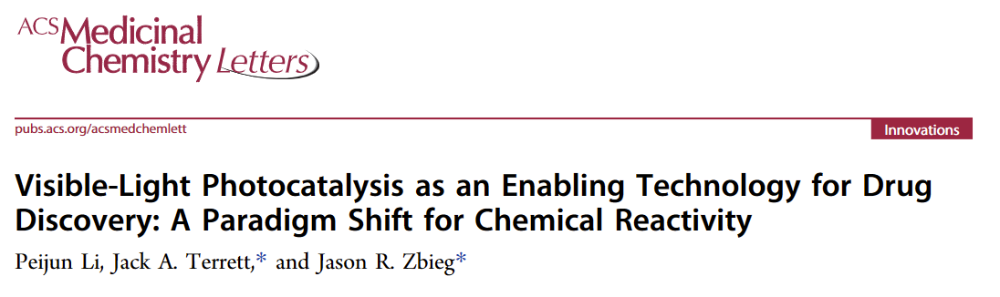 ACS Medicinal
Chemistry Letters
pubs.acs.org/acsmedchemlett
Innovations
Visible-Light Photocatalysis as an Enabling Technology for Drug
Discovery: A Paradigm Shift for Chemical Reactivity
Peijun Li, Jack A. Terrett,* and Jason R. Zbieg*